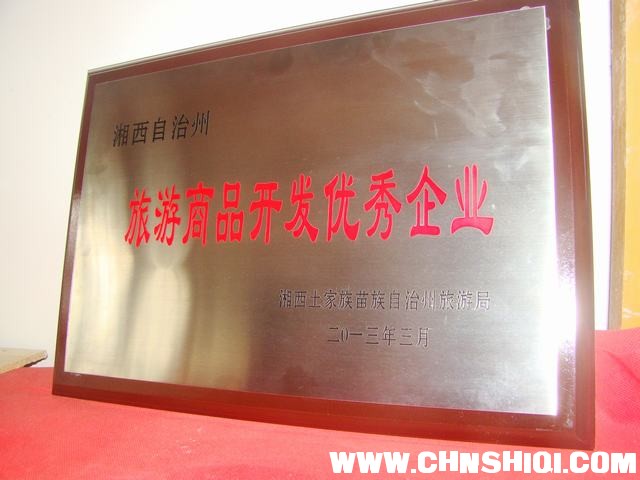 湘西自治州
旅游商品开发优秀企业
湘西土家族苗族自治州旅游局
二0一三年三月
WWW.CHNSHIQI.COM